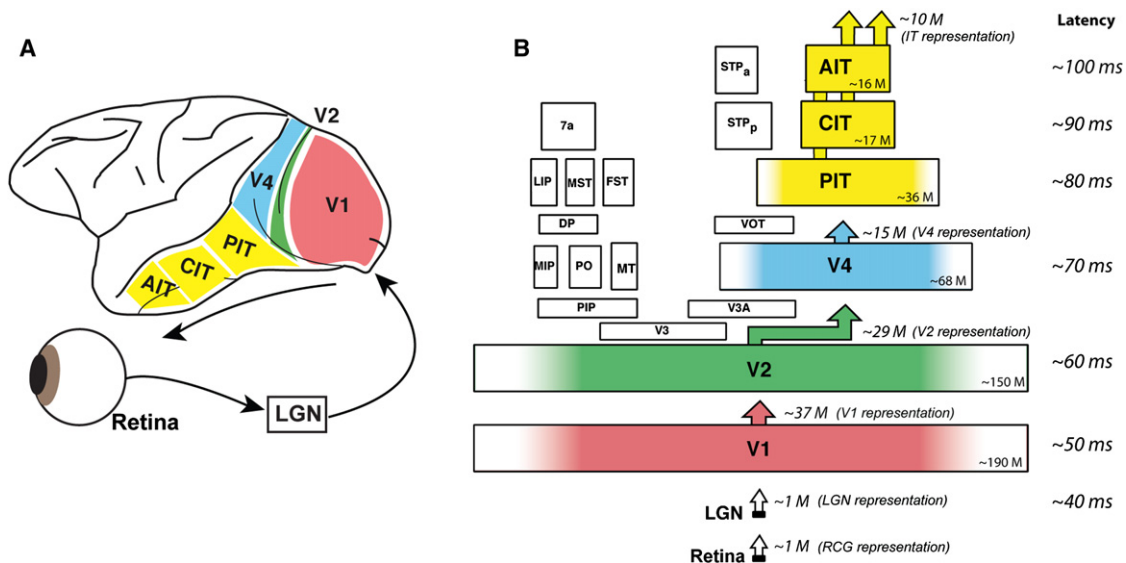 A
V2
V4
V1
PIT
CIT
AIT
Retina
LGN
B
Latency
~10 M
(IT representation)
STPa
AIT
~16 M
~100 ms
7a
STPp
CIT
~17 M
~90 ms
LIP
MST
FST
PIT
~36 M
~80 ms
DP
VOT
~15 M (V4 representation)
MIP
PO
MT
V4
~68 M
~70 ms
PIP
V3A
V3
~29 M (V2 representation)
V2
~150 M
~60 ms
~37 M (V1 representation)
V1
~190 M
~50 ms
LGN
~1 M (LGN representation)
~40 ms
Retina
~1 M (RCG representation)